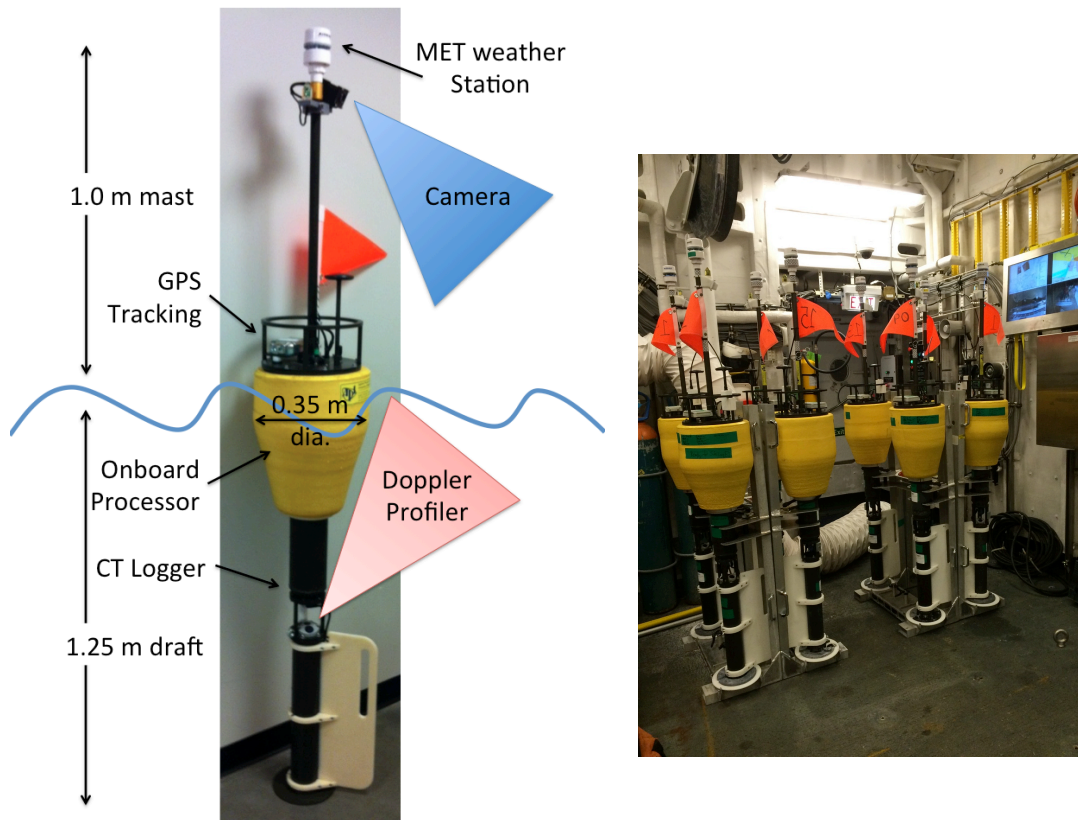 MET weather
Station
Camera
1.0 m mast
GPS
Tracking
0.35 m
dia.
Onboard
Processor
Doppler
Profiler
CT Logger
1.25 m draft
15